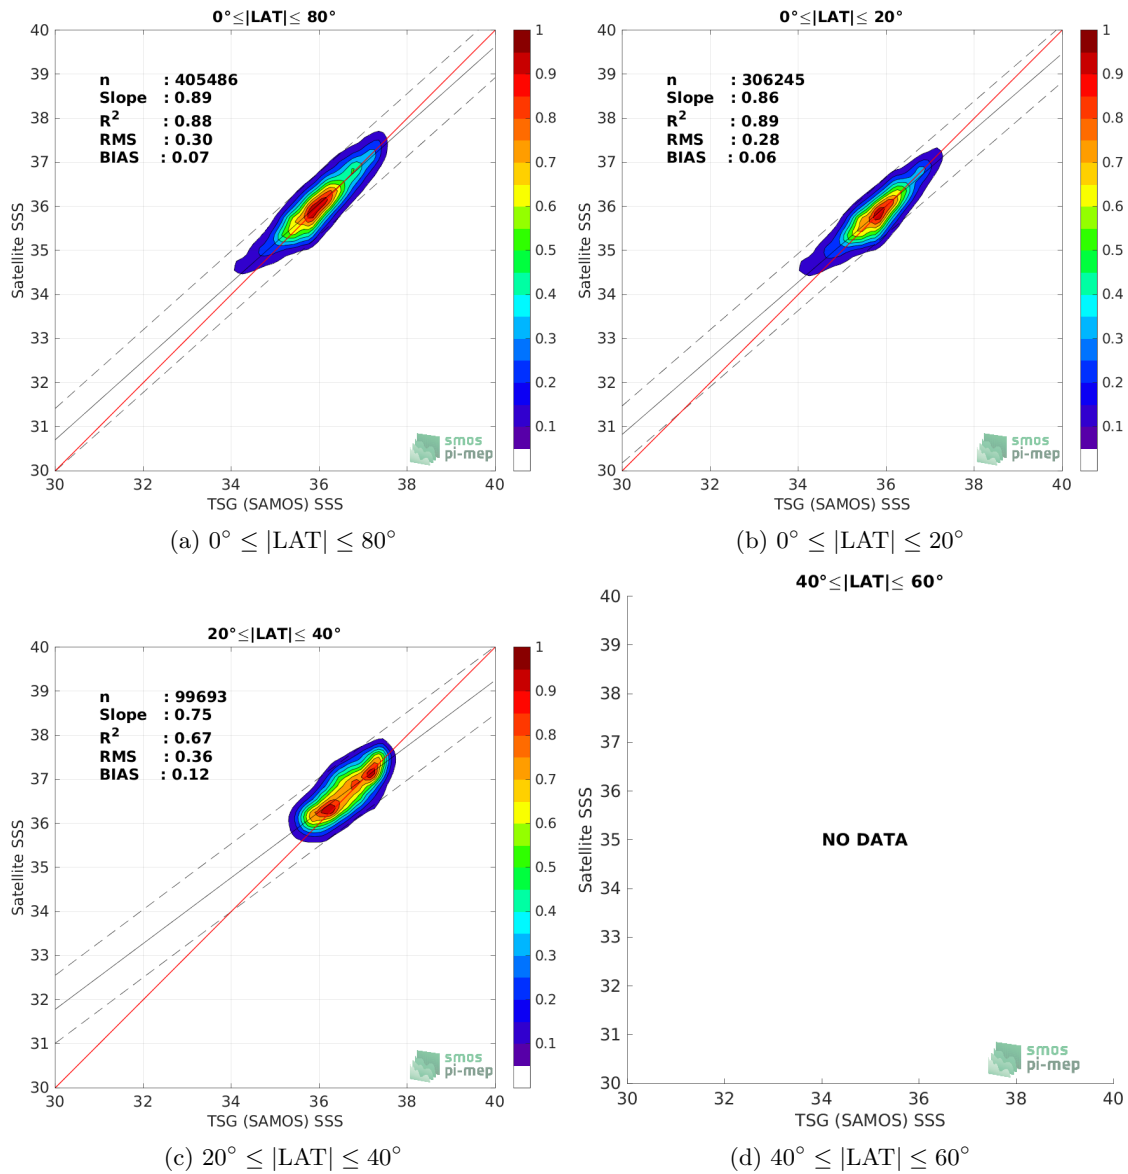 0°≤|LAT|≤ 80°
n : 405486
Slope : 0.89
R2 : 0.88
RMS : 0.30
BIAS : 0.07
40
39
38
37
36
35
34
33
32
31
30
Satellite SSS
30 32 34 36 38 40
TSG (SAMOS) SSS
1
0.9
0.8
0.7
0.6
0.5
0.4
0.3
0.2
0.1
smos
pi-mep
(a) 0° ≤ |LAT| ≤ 80°
0°≤|LAT|≤ 20°
n : 306245
Slope : 0.86
R2 : 0.89
RMS : 0.28
BIAS : 0.06
40
39
38
37
36
35
34
33
32
31
30
Satellite SSS
30 32 34 36 38 40
TSG (SAMOS) SSS
1
0.9
0.8
0.7
0.6
0.5
0.4
0.3
0.2
0.1
smos
pi-mep
(b) 0° ≤ |LAT| ≤ 20°
20°≤|LAT|≤ 40°
n : 99693
Slope : 0.75
R2 : 0.67
RMS : 0.36
BIAS : 0.12
40
39
38
37
36
35
34
33
32
31
30
Satellite SSS
30 32 34 36 38 40
TSG (SAMOS) SSS
1
0.9
0.8
0.7
0.6
0.5
0.4
0.3
0.2
0.1
smos
pi-mep
(c) 20° ≤ |LAT| ≤ 40°
40°≤|LAT|≤ 60°
40
39
38
37
36
35
34
33
32
31
30
Satellite SSS
NO DATA
30 32 34 36 38 40
TSG (SAMOS) SSS
smos
pi-mep
(d) 40° ≤ |LAT| ≤ 60°